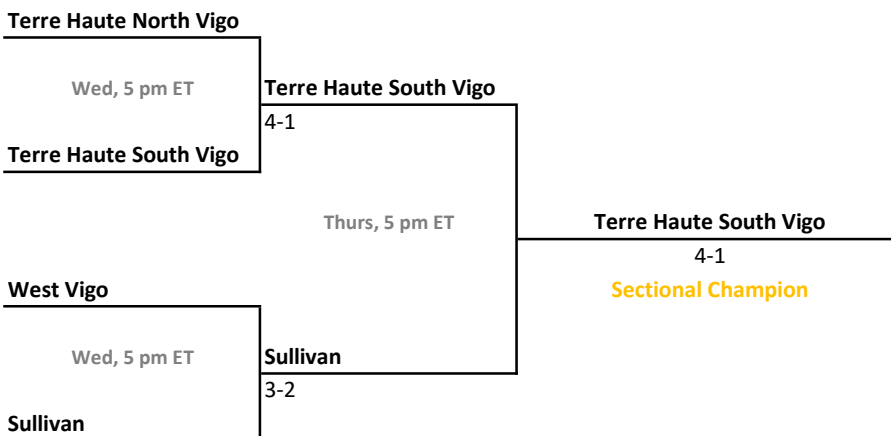 Terre Haute North Vigo
Wed, 5 pm ET
Terre Haute South Vigo
4-1
Terre Haute South Vigo
Thurs, 5 pm ET
Terre Haute South Vigo
4-1
Sectional Champion
West Vigo
Wed, 5 pm ET
Sullivan
3-2
Sullivan